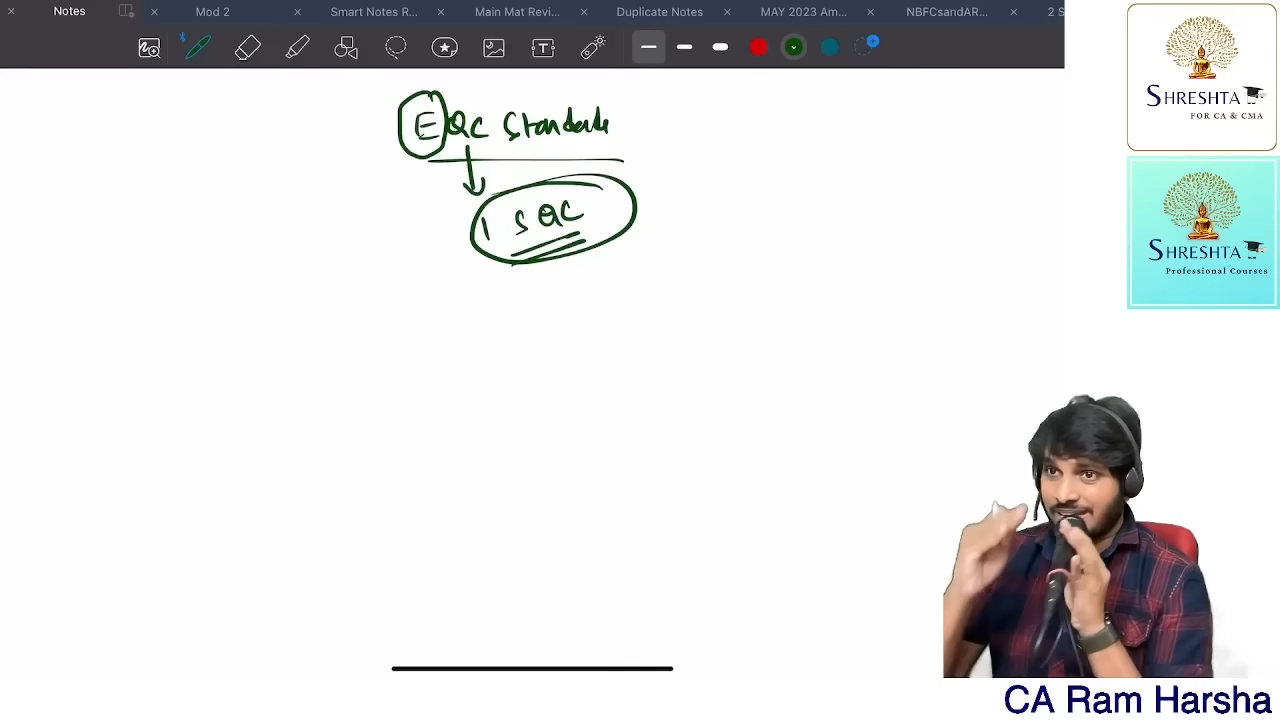 Notes
Mod 2
Smart Notes R...
Main Mat Revi...
Duplicate Notes
MAY 2023 Am...
NBFCsandAR...
2 S
EQC Standards
1 SQC
SHRESHTA
FOR CA & CMA
SHRESHTA
Professional Courses
CA Ram Harsha